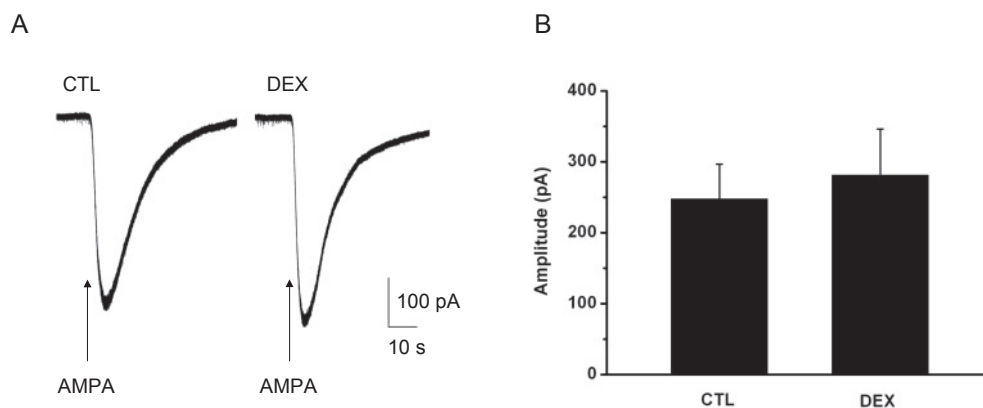 A
CTL
DEX
AMPA
AMPA
100 pA
10 s
B
Amplitude (pA)
400
300
200
100
0
CTL
DEX